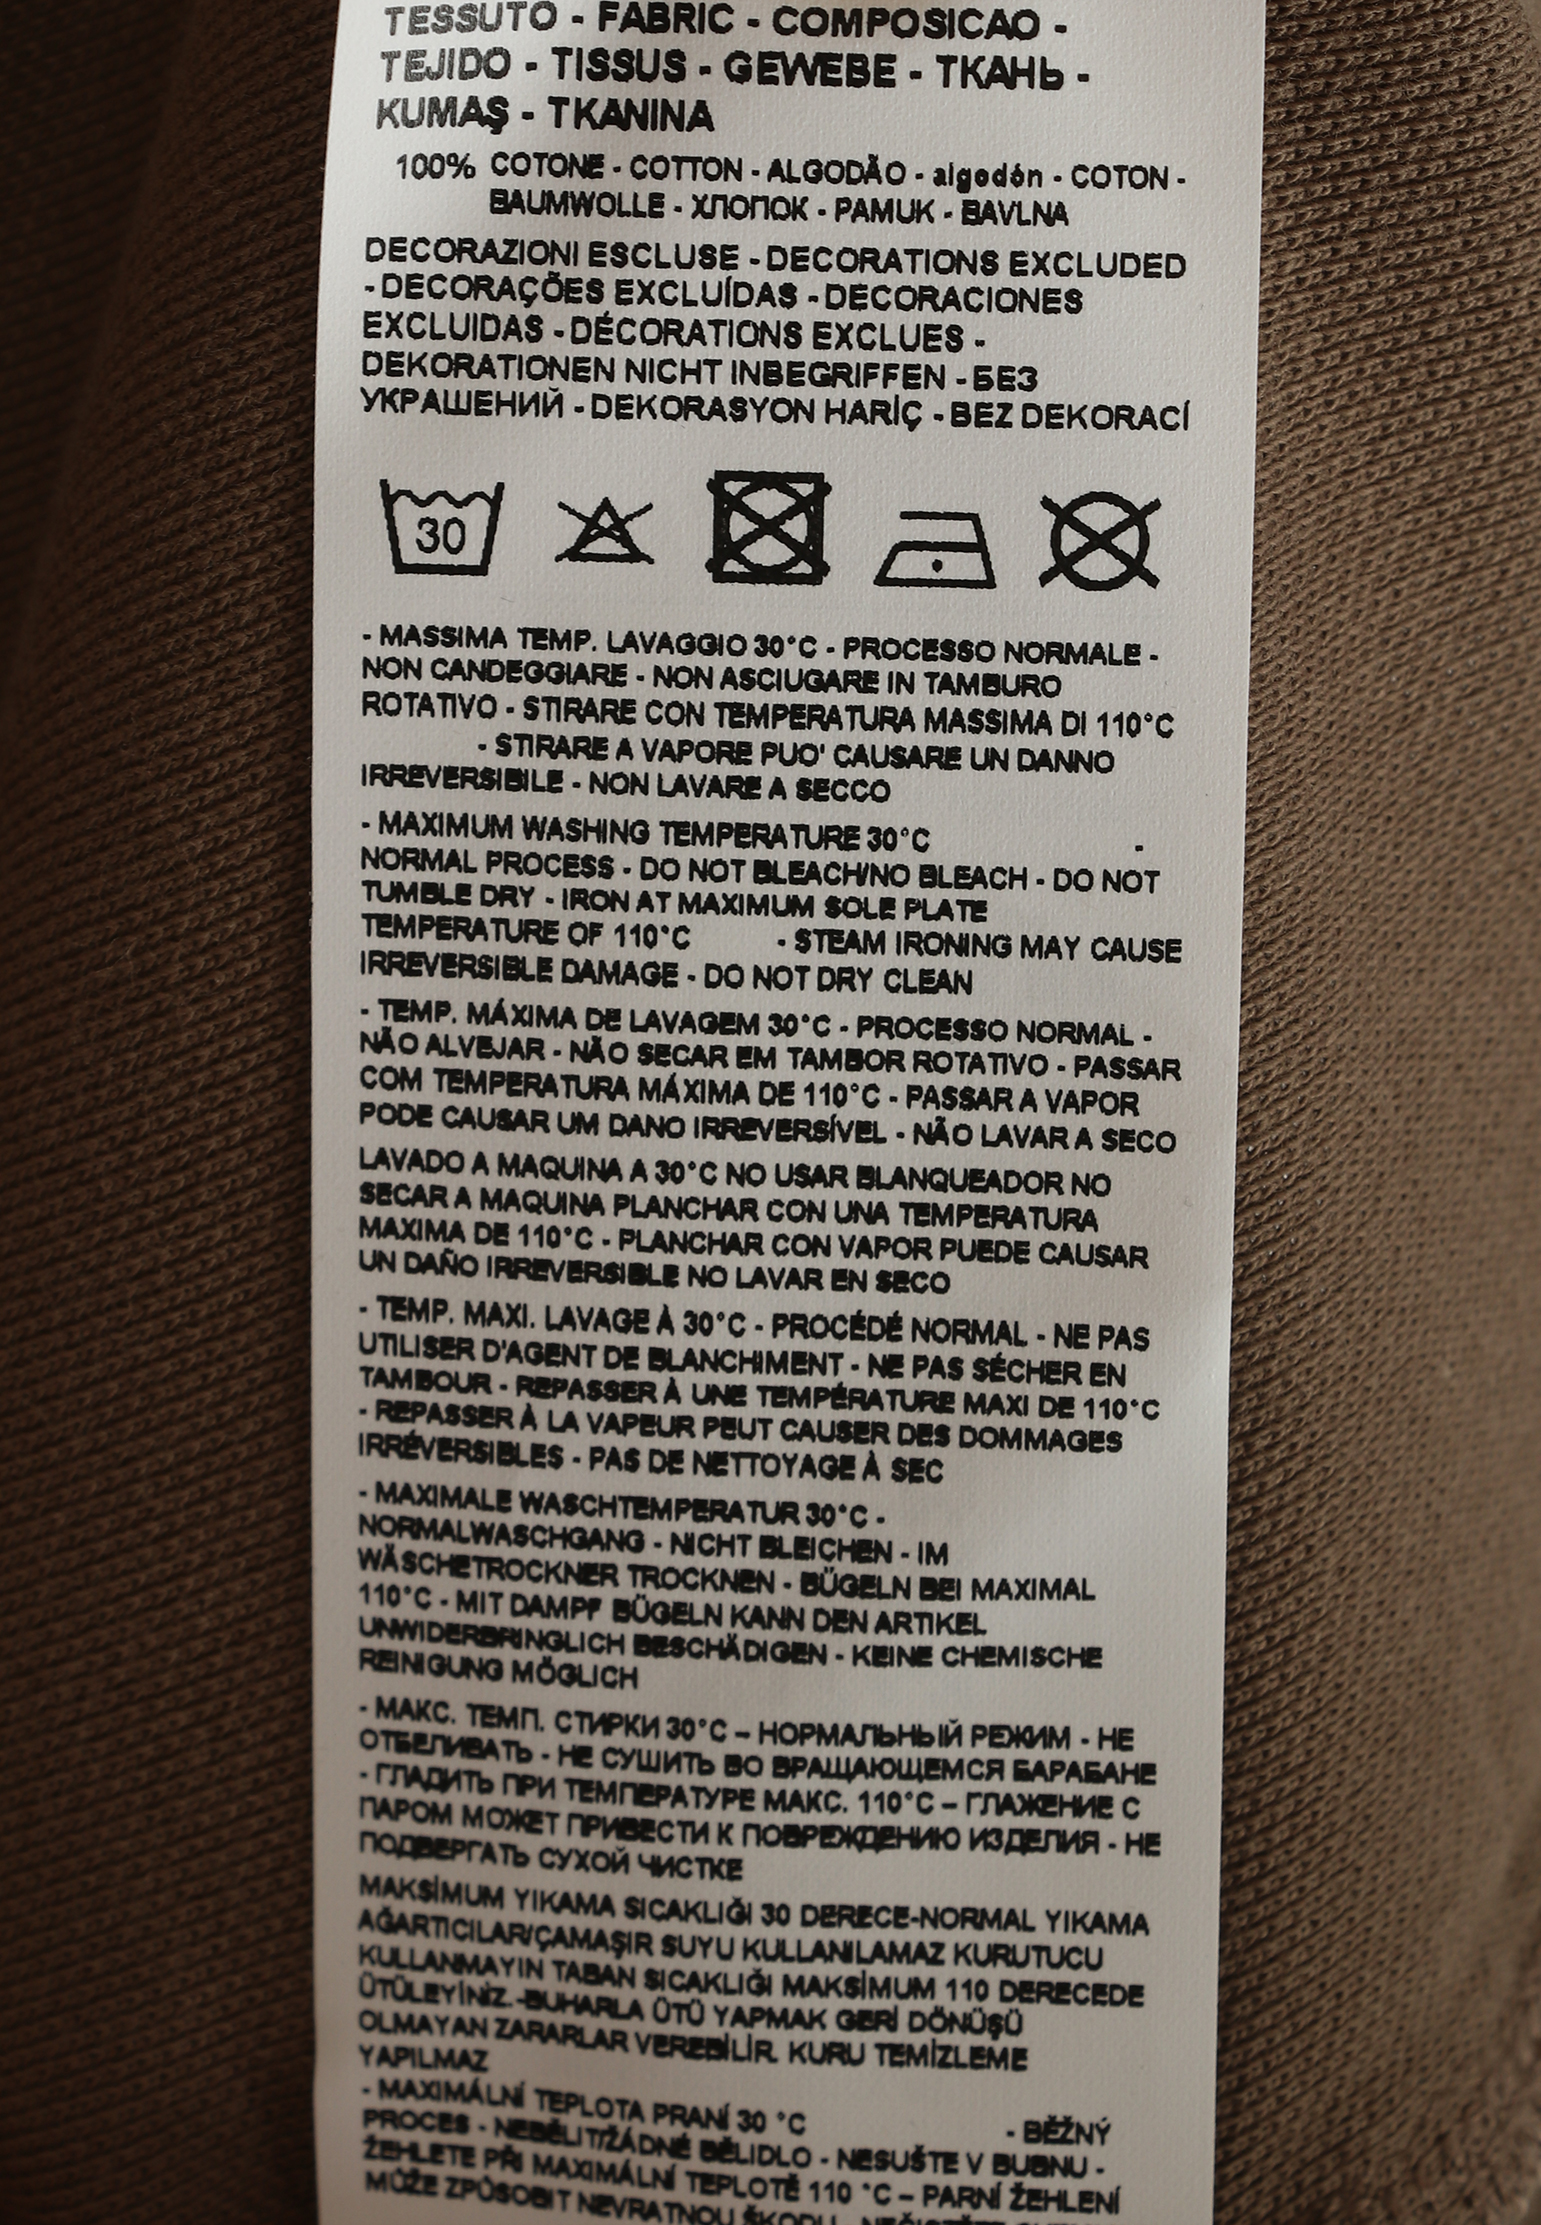 TESSUTO - FABRIC - COMPOSICAO -
TEJIDO - TISSUS - GEWEBE - ТКАНЬ -
KUMAŞ - TKANINA
100% COTONE - COTTON - ALGODÃO - algodón - COTON -
BAUMWOLLE - ХЛОПОК - PAMUK - BAVLNA
DECORAZIONI ESCLUSE - DECORATIONS EXCLUDED
- DECORAÇÕES EXCLUÍDAS - DECORACIONES
EXCLUIDAS - DÉCORATIONS EXCLUES -
DEKORATIONEN NICHT INBEGRIFFEN - БЕЗ
УКРАШЕНИЙ - DEKORASYON HARİÇ - BEZ DEKORACÍ
30
- MASSIMA TEMP. LAVAGGIO 30°C - PROCESSO NORMALE -
NON CANDEGGIARE - NON ASCIUGARE IN TAMBURO
ROTATIVO - STIRARE CON TEMPERATURA MASSIMA DI 110°C
- STIRARE A VAPORE PUO' CAUSARE UN DANNO
IRREVERSIBILE - NON LAVARE A SECCO
- MAXIMUM WASHING TEMPERATURE 30°C -
NORMAL PROCESS - DO NOT BLEACH/NO BLEACH - DO NOT
TUMBLE DRY - IRON AT MAXIMUM SOLE PLATE
TEMPERATURE OF 110°C - STEAM IRONING MAY CAUSE
IRREVERSIBLE DAMAGE - DO NOT DRY CLEAN
- TEMP. MÁXIMA DE LAVAGEM 30°C - PROCESSO NORMAL -
NÃO ALVEJAR - NÃO SECAR EM TAMBOR ROTATIVO - PASSAR
COM TEMPERATURA MÁXIMA DE 110°C - PASSAR A VAPOR
PODE CAUSAR UM DANO IRREVERSÍVEL - NÃO LAVAR A SECO
LAVADO A MAQUINA A 30°C NO USAR BLANQUEADOR NO
SECAR A MAQUINA PLANCHAR CON UNA TEMPERATURA
MAXIMA DE 110°C - PLANCHAR CON VAPOR PUEDE CAUSAR
UN DAÑO IRREVERSIBLE NO LAVAR EN SECO
- TEMP. MAXI. LAVAGE À 30°C - PROCÉDÉ NORMAL - NE PAS
UTILISER D'AGENT DE BLANCHIMENT - NE PAS SÉCHER EN
TAMBOUR - REPASSER À UNE TEMPÉRATURE MAXI DE 110°C
- REPASSER À LA VAPEUR PEUT CAUSER DES DOMMAGES
IRRÉVERSIBLES - PAS DE NETTOYAGE À SEC
- MAXIMALE WASCHTEMPERATUR 30°C -
NORMALWASCHGANG - NICHT BLEICHEN - IM
WÄSCHETROCKNER TROCKNEN - BÜGELN BEI MAXIMAL
110°C - MIT DAMPF BÜGELN KANN DEN ARTIKEL
UNWIDERBRINGLICH BESCHÄDIGEN - KEINE CHEMISCHE
REINIGUNG MÖGLICH
- МАКС. ТЕМП. СТИРКИ 30°C – НОРМАЛЬНЫЙ РЕЖИМ - НЕ
ОТБЕЛИВАТЬ - НЕ СУШИТЬ ВО ВРАЩАЮЩЕМСЯ БАРАБАНЕ
- ГЛАДИТЬ ПРИ ТЕМПЕРАТУРЕ МАКС. 110°C – ГЛАЖЕНИЕ С
ПАРОМ МОЖЕТ ПРИВЕСТИ К ПОВРЕЖДЕНИЮ ИЗДЕЛИЯ - НЕ
ПОДВЕРГАТЬ СУХОЙ ЧИСТКЕ
MAKSİMUM YIKAMA SICAKLIĞI 30 DERECE-NORMAL YIKAMA
AĞARTICILAR/ÇAMAŞIR SUYU KULLANILAMAZ KURUTUCU
KULLANMAYIN TABAN SICAKLIĞI MAKSİMUM 110 DERECEDE
ÜTÜLEYİNİZ.-BUHARLA ÜTÜ YAPMAK GERİ DÖNÜŞÜ
OLMAYAN ZARARLAR VEREBİLİR. KURU TEMİZLEME
YAPILMAZ
- MAXIMÁLNÍ TEPLOTA PRANÍ 30 °C - BĚŽNÝ
PROCES - NEBĚLIT/ŽÁDNÉ BĚLIDLO - NESUŠTE V BUBNU -
ŽEHLETE PŘI MAXIMÁLNÍ TEPLOTĚ 110 °C – PARNÍ ŽEHLENÍ
MŮŽE ZPŮSOBIT NEVRATNOU ŠKODU -